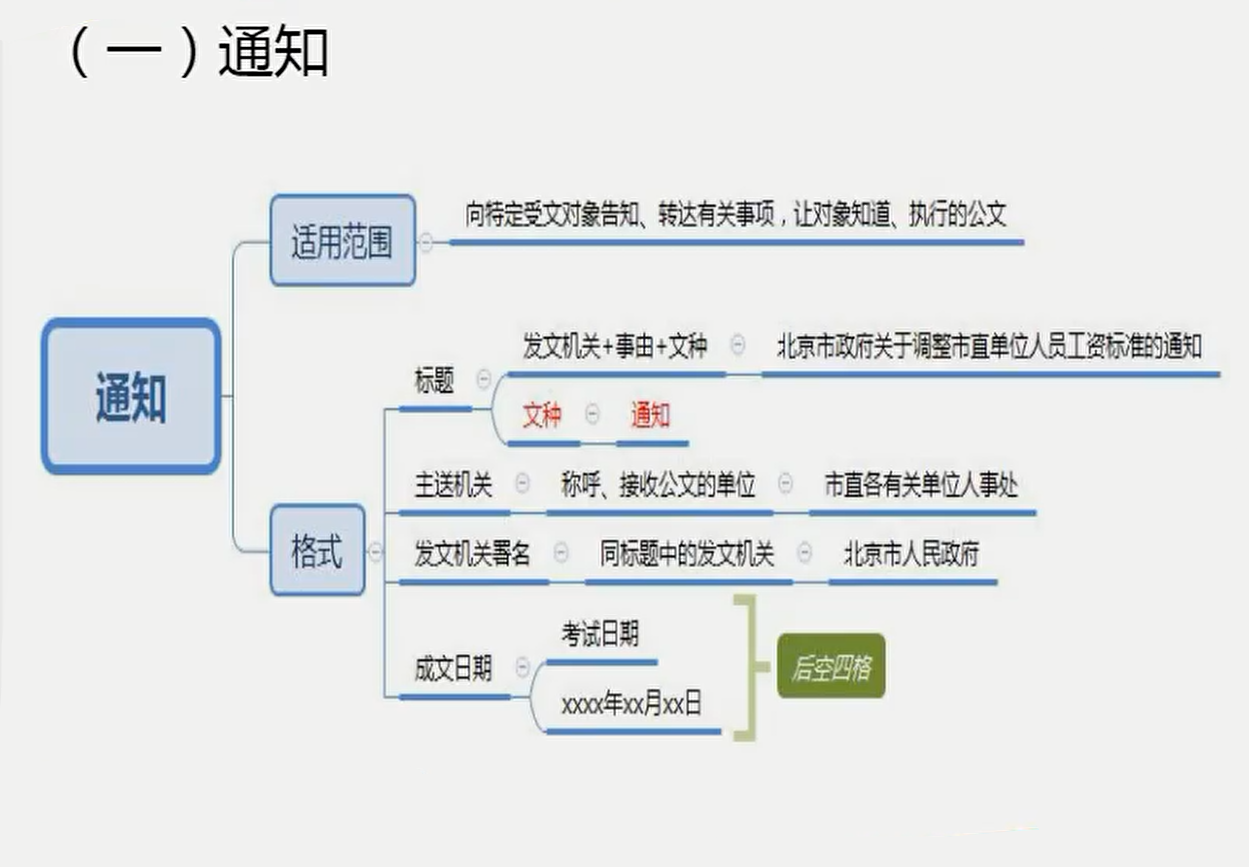 （一）通知
适用范围
向特定受文对象告知、转达有关事项，让对象知道、执行的公文
通知
格式
标题
发文机关+事由+文种
北京市政府关于调整市直单位人员工资标准的通知
文种
通知
主送机关
称呼、接收公文的单位
市直各有关单位人事处
发文机关署名
同标题中的发文机关
北京市人民政府
成文日期
考试日期
xxxx年xx月xx日
后空四格